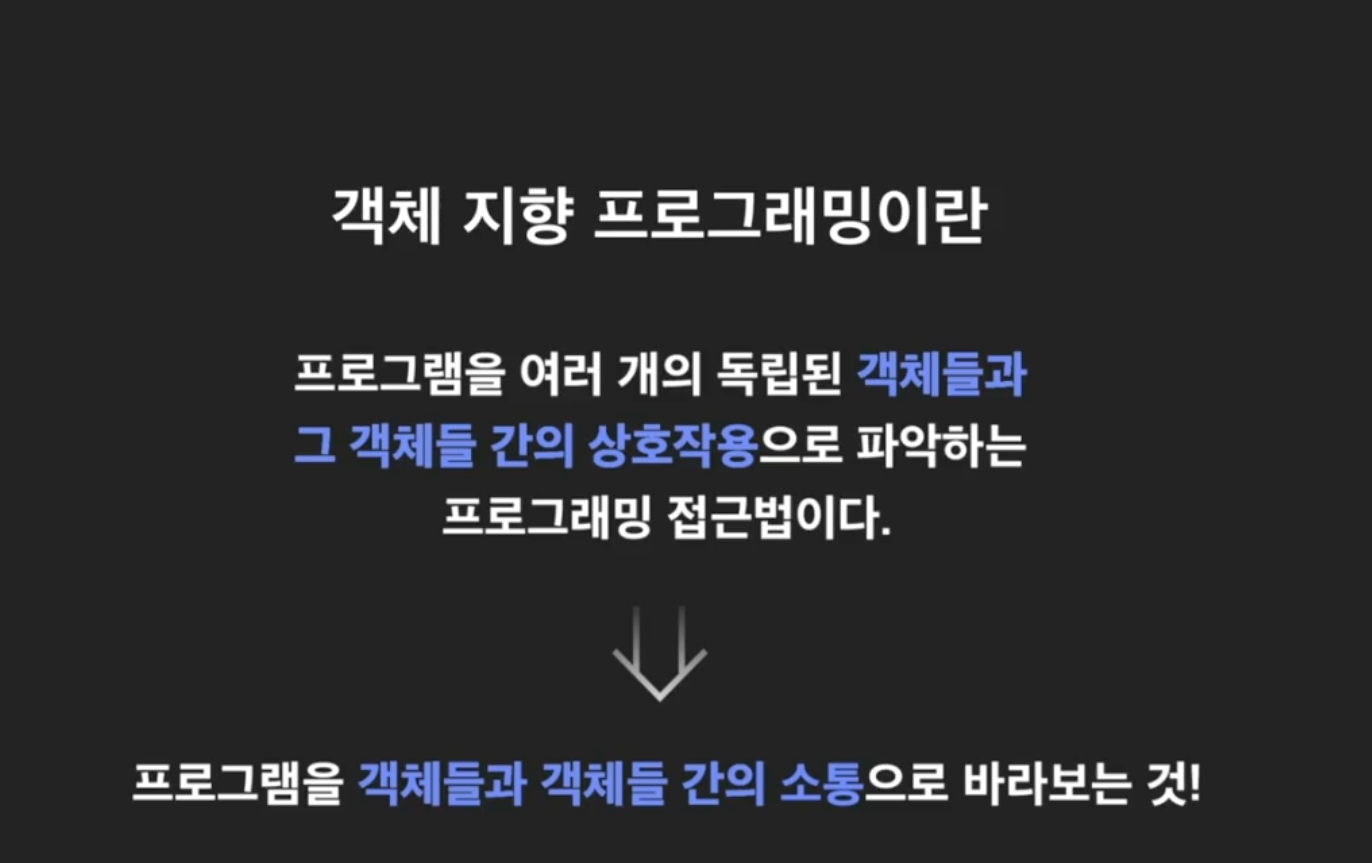 객체 지향 프로그래밍이란
프로그램을 여러 개의 독립된 객체들과
그 객체들 간의 상호작용으로 파악하는
프로그래밍 접근법이다.
프로그램을 객체들과 객체들 간의 소통으로 바라보는 것!